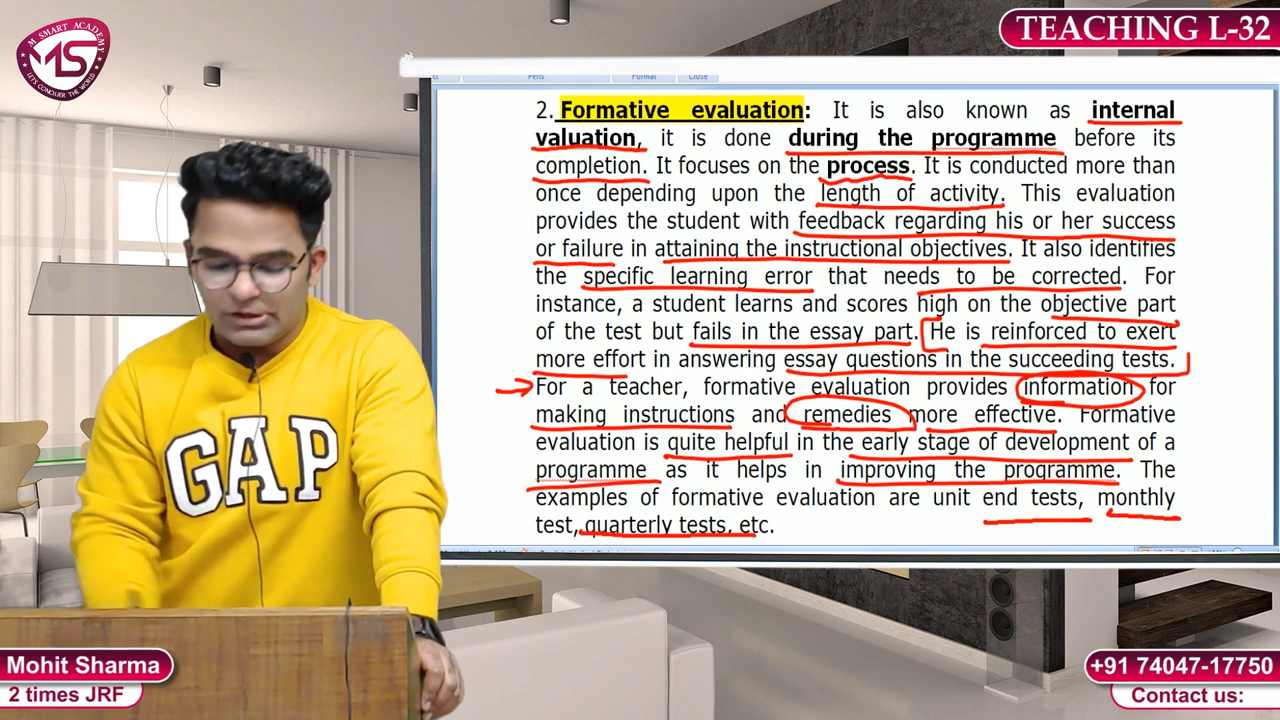 TEACHING L-32
M SMART ACADEMY
MS
LET'S CONQUER THE WORLD
Pens
Format
Close
2. Formative evaluation: It is also known as internal
valuation, it is done during the programme before its
completion. It focuses on the process. It is conducted more than
once depending upon the length of activity. This evaluation
provides the student with feedback regarding his or her success
or failure in attaining the instructional objectives. It also identifies
the specific learning error that needs to be corrected. For
instance, a student learns and scores high on the objective part
of the test but fails in the essay part. He is reinforced to exert
more effort in answering essay questions in the succeeding tests.
For a teacher, formative evaluation provides information for
making instructions and remedies more effective. Formative
evaluation is quite helpful in the early stage of development of a
programme as it helps in improving the programme. The
examples of formative evaluation are unit end tests, monthly
test, quarterly tests, etc.
GAP
Mohit Sharma
2 times JRF
+91 74047-17750
Contact us: